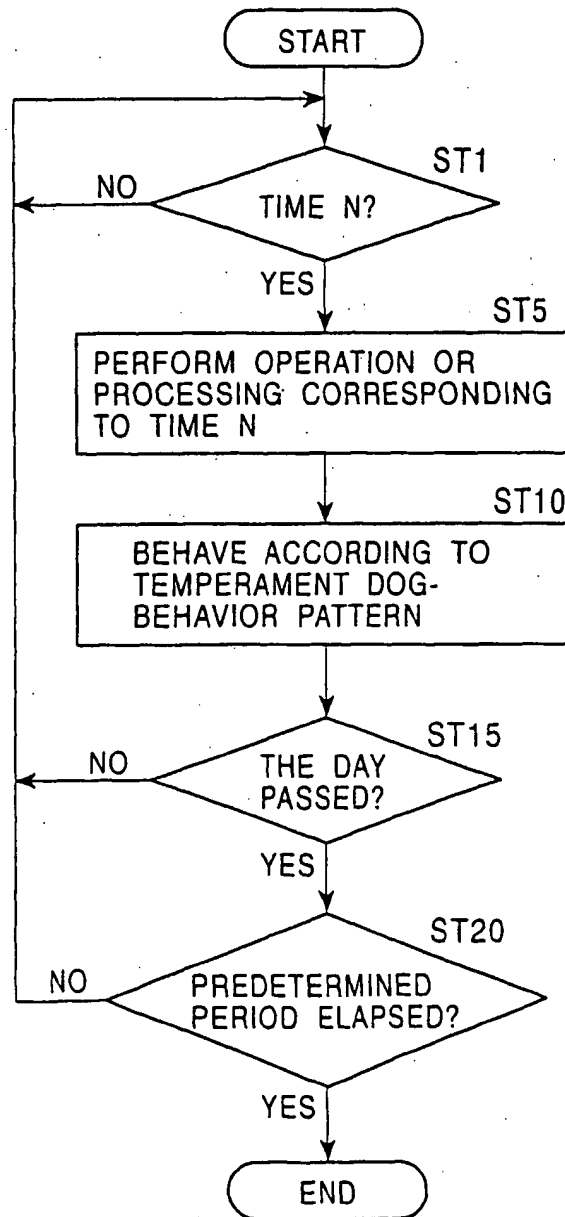 START
ST1
NO
TIME N?
YES
ST5
PERFORM OPERATION OR
PROCESSING CORRESPONDING
TO TIME N
ST10
BEHAVE ACCORDING TO
TEMPERAMENT DOG-
BEHAVIOR PATTERN
ST15
NO
THE DAY
PASSED?
YES
ST20
NO
PREDETERMINED
PERIOD ELAPSED?
YES
END